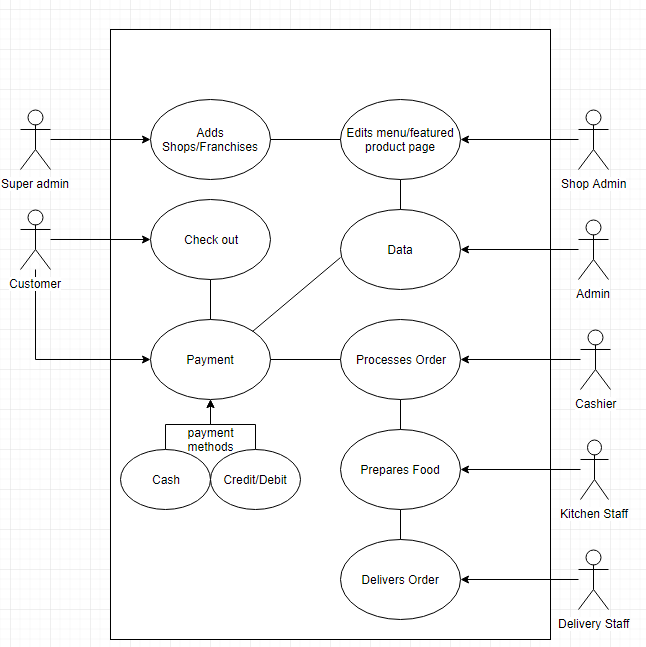 Adds
Shops/Franchises
Edits menu/featured
product page
Super admin
Shop Admin
Check out
Data
Customer
Admin
Payment
Processes Order
Cashier
payment
methods
Cash
Credit/Debit
Prepares Food
Kitchen Staff
Delivers Order
Delivery Staff